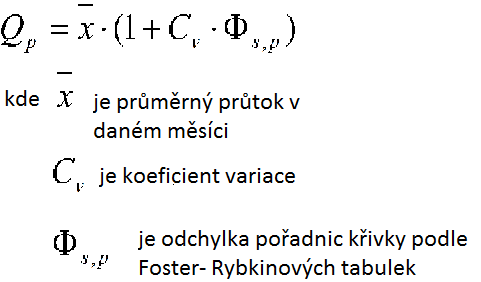 Q_p = x̄ · (1 + C_v · Φ_s,p)
kde x̄ je průměrný průtok v
daném měsíci
C_v je koeficient variace
Φ_s,p je odchylka pořadnic křivky podle
Foster- Rybkinových tabulek